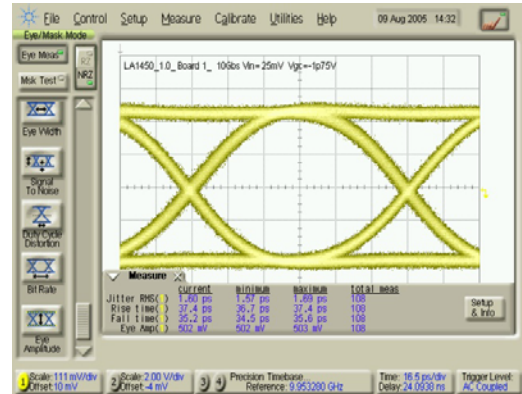 File Control Setup Measure Calibrate Utilities Help 09 Aug 2005 14:32
Eye/Mask Mode
Eye Meas
NRZ
Msk Test
LA1450_1.0_ Board 1_ 10Gbs Vin=25mV Vgc=-1p75V
Eye Width
Signal
To Noise
Duty Cycle
Distortion
Bit Rate
Eye
Amplitude
Measure
current minimum maximum total meas
Jitter RMS( ) 1.60 ps 1.57 ps 1.69 ps 108
Rise time( ) 37.4 ps 36.7 ps 37.4 ps 108
Fall time( ) 35.2 ps 34.5 ps 35.6 ps 108
Eye Amp( ) 502 mV 502 mV 503 mV 108
Setup
& Info
1 Scale:111 mV/div
Offset:10 mV
2 Scale:2.00 V/div
Offset:-4 mV
3) 4)
Precision Timebase
Reference: 9.953280 GHz
Time: 16.5 ps/div
Delay:24.0938 ns
Trigger Level:
AC Coupled